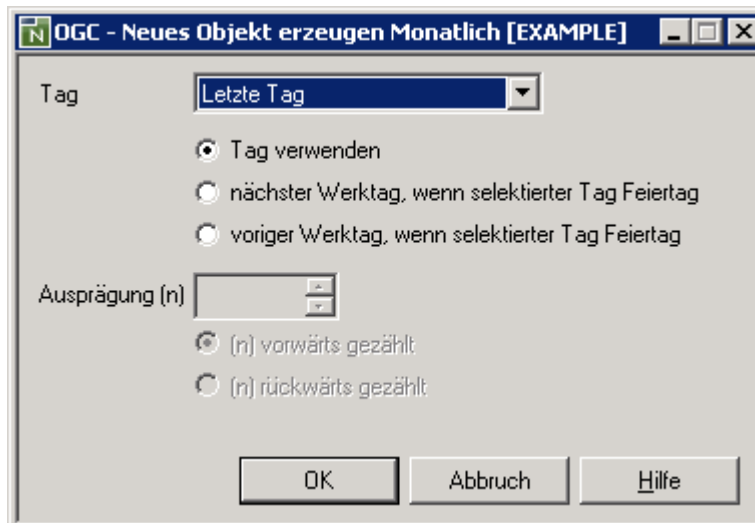 OGC - Neues Objekt erzeugen Monatlich [EXAMPLE]
Tag Letzte Tag
Tag verwenden
nächster Werktag, wenn selektierter Tag Feiertag
voriger Werktag, wenn selektierter Tag Feiertag
Ausprägung (n)
(n) vorwärts gezählt
(n) rückwärts gezählt
OK Abbruch Hilfe